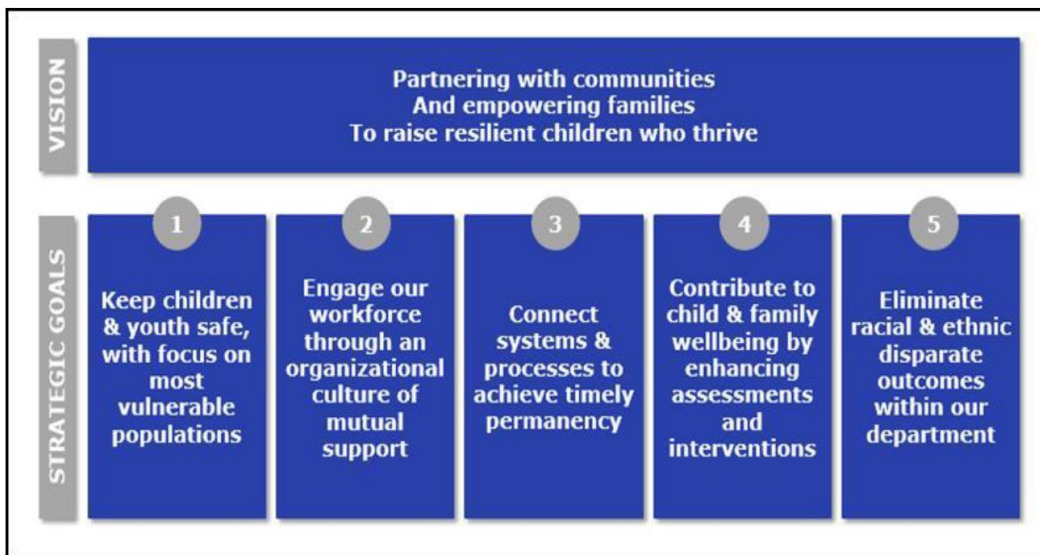 VISION
Partnering with communities
And empowering families
To raise resilient children who thrive
STRATEGIC GOALS
1
Keep children
& youth safe,
with focus on
most
vulnerable
populations
2
Engage our
workforce
through an
organizational
culture of
mutual
support
3
Connect
systems &
processes to
achieve timely
permanency
4
Contribute to
child & family
wellbeing by
enhancing
assessments
and
interventions
5
Eliminate
racial & ethnic
disparate
outcomes
within our
department